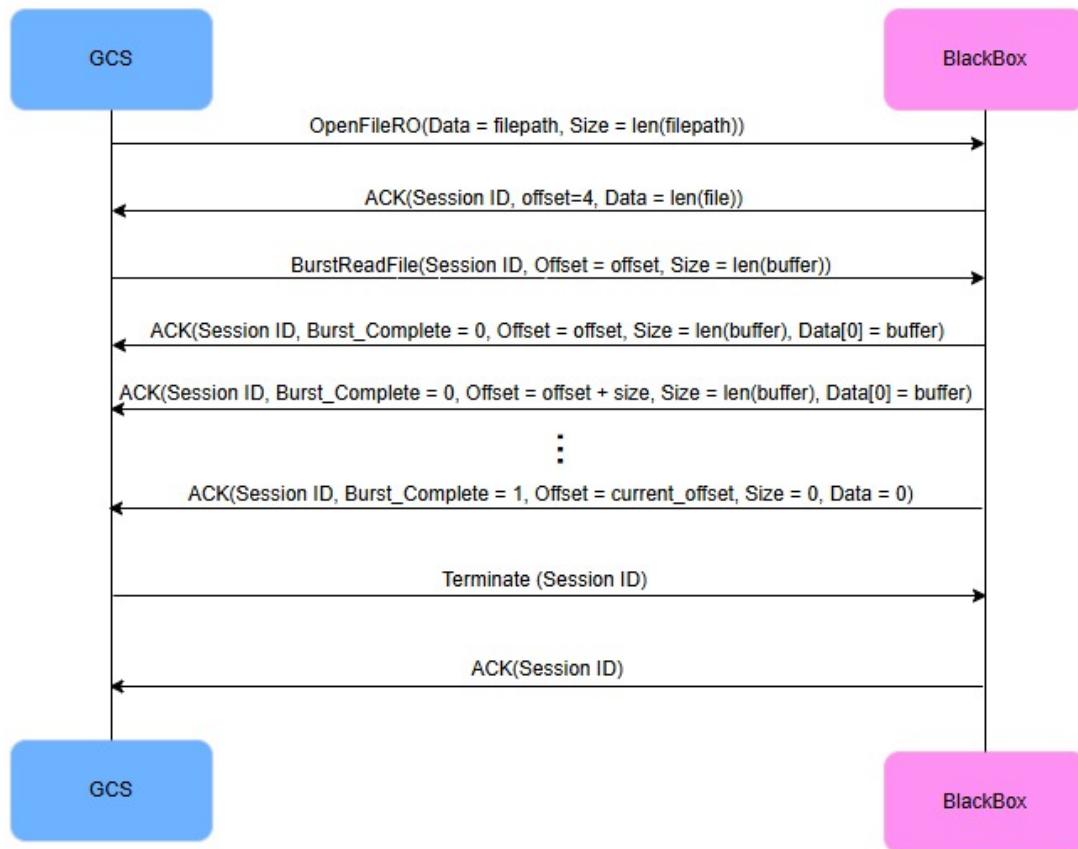 GCS
BlackBox
OpenFileRO(Data = filepath, Size = len(filepath))
ACK(Session ID, offset=4, Data = len(file))
BurstReadFile(Session ID, Offset = offset, Size = len(buffer))
ACK(Session ID, Burst_Complete = 0, Offset = offset, Size = len(buffer), Data[0] = buffer)
ACK(Session ID, Burst_Complete = 0, Offset = offset + size, Size = len(buffer), Data[0] = buffer)
⋮
ACK(Session ID, Burst_Complete = 1, Offset = current_offset, Size = 0, Data = 0)
Terminate (Session ID)
ACK(Session ID)
GCS
BlackBox